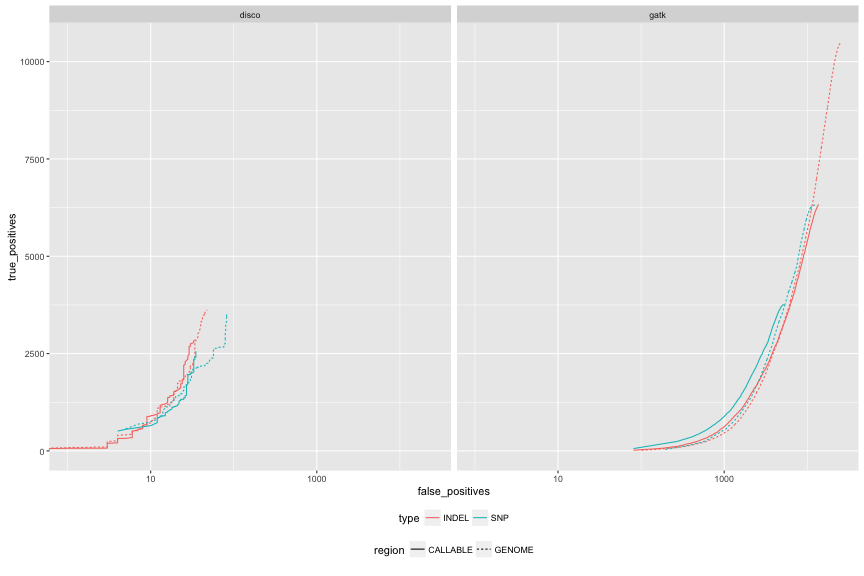 disco
gatk
true_positives
10000
7500
5000
2500
0
10
1000
10
1000
false_positives
type INDEL SNP
region CALLABLE GENOME